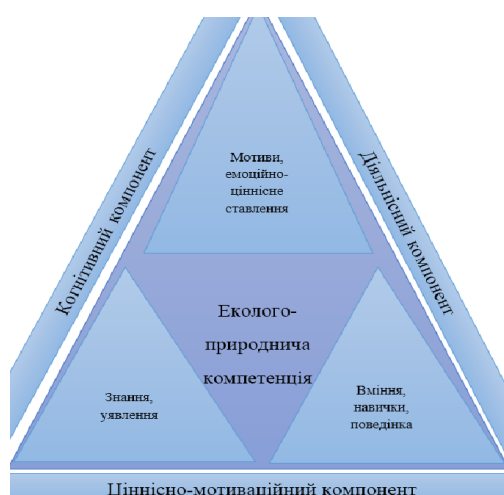 Когнітивний компонент
Діяльнісний компонент
Мотиви,
емоційно-
ціннісне
ставлення
Еколого-
природнича
компетенція
Знання,
уявлення
Вміння,
навички,
поведінка
Ціннісно-мотиваційний компонент